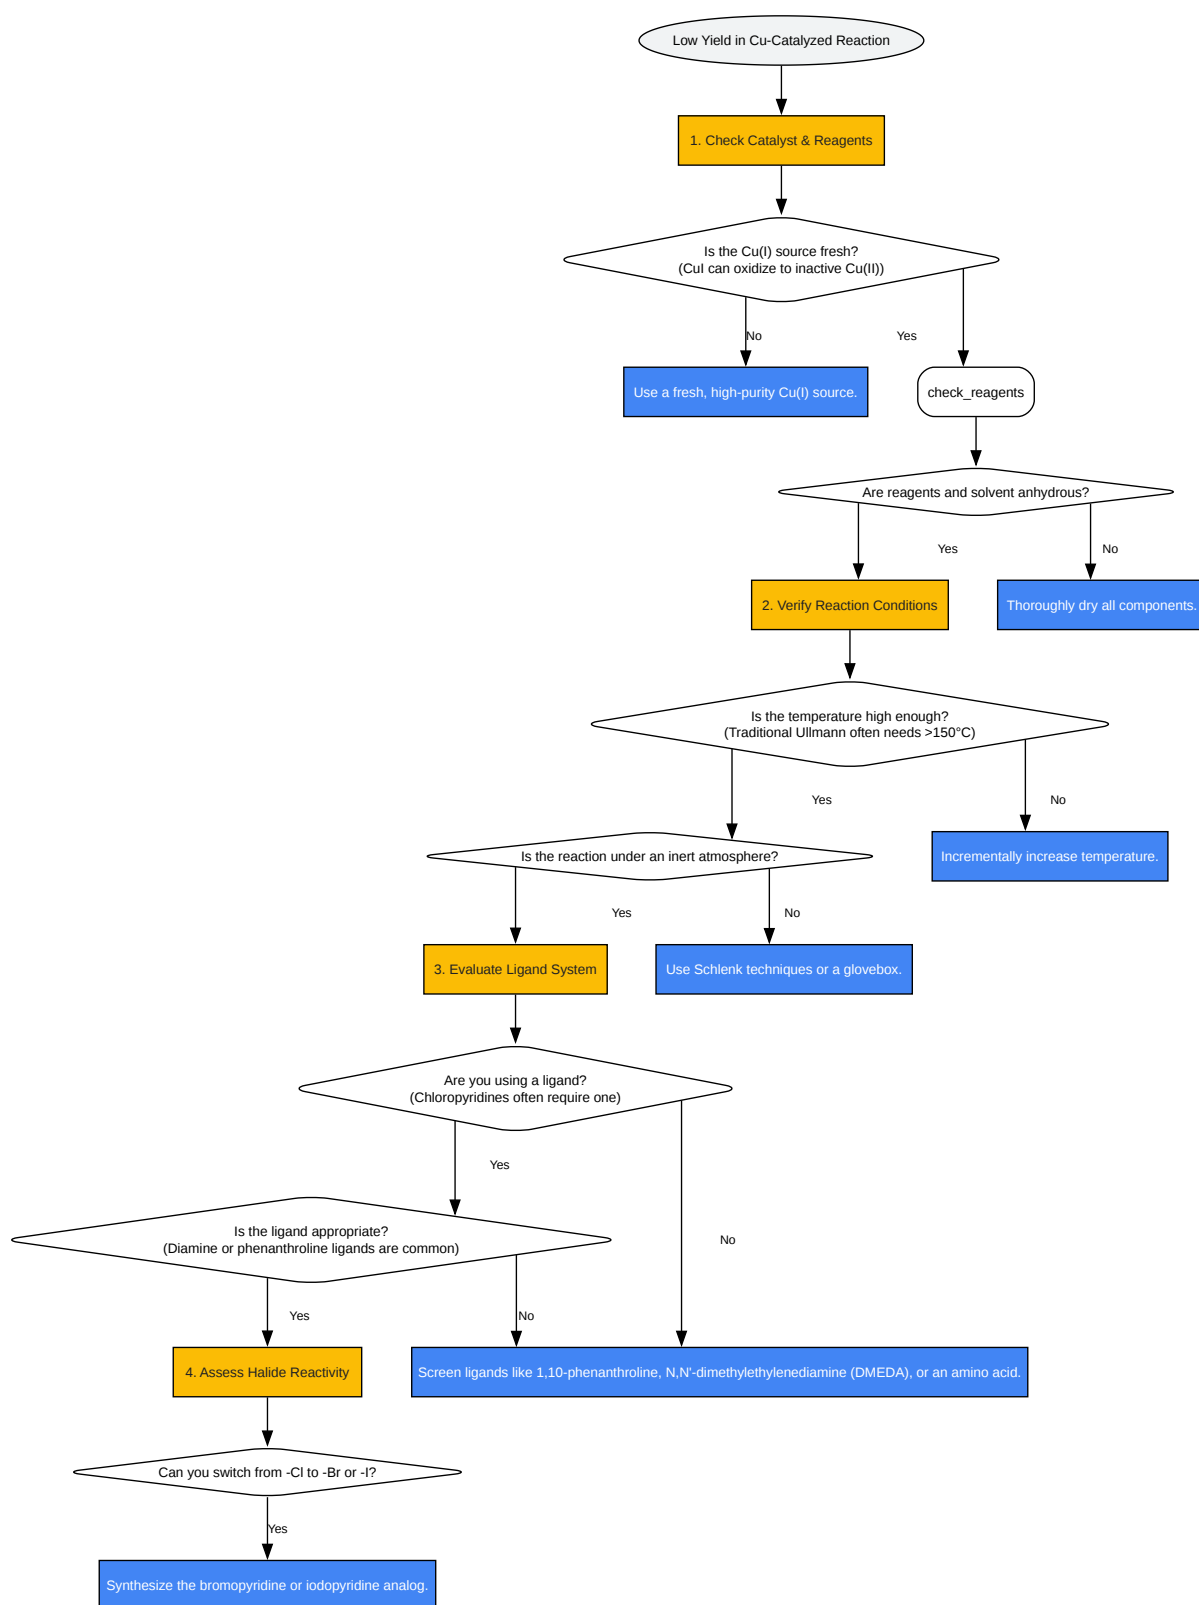 Low Yield in Cu-Catalyzed Reaction
1. Check Catalyst & Reagents
Is the Cu(I) source fresh?
(CuI can oxidize to inactive Cu(II))
No
Yes
Use a fresh, high-purity Cu(I) source.
check_reagents
Are reagents and solvent anhydrous?
Yes
No
2. Verify Reaction Conditions
Thoroughly dry all components.
Is the temperature high enough?
(Traditional Ullmann often needs >150°C)
Yes
No
Is the reaction under an inert atmosphere?
Incrementally increase temperature.
Yes
No
3. Evaluate Ligand System
Use Schlenk techniques or a glovebox.
Are you using a ligand?
(Chloropyridines often require one)
Yes
Is the ligand appropriate?
(Diamine or phenanthroline ligands are common)
No
Yes
No
4. Assess Halide Reactivity
Screen ligands like 1,10-phenanthroline, N,N'-dimethylethylenediamine (DMEDA), or an amino acid.
Can you switch from -Cl to -Br or -I?
Yes
Synthesize the bromopyridine or iodopyridine analog.